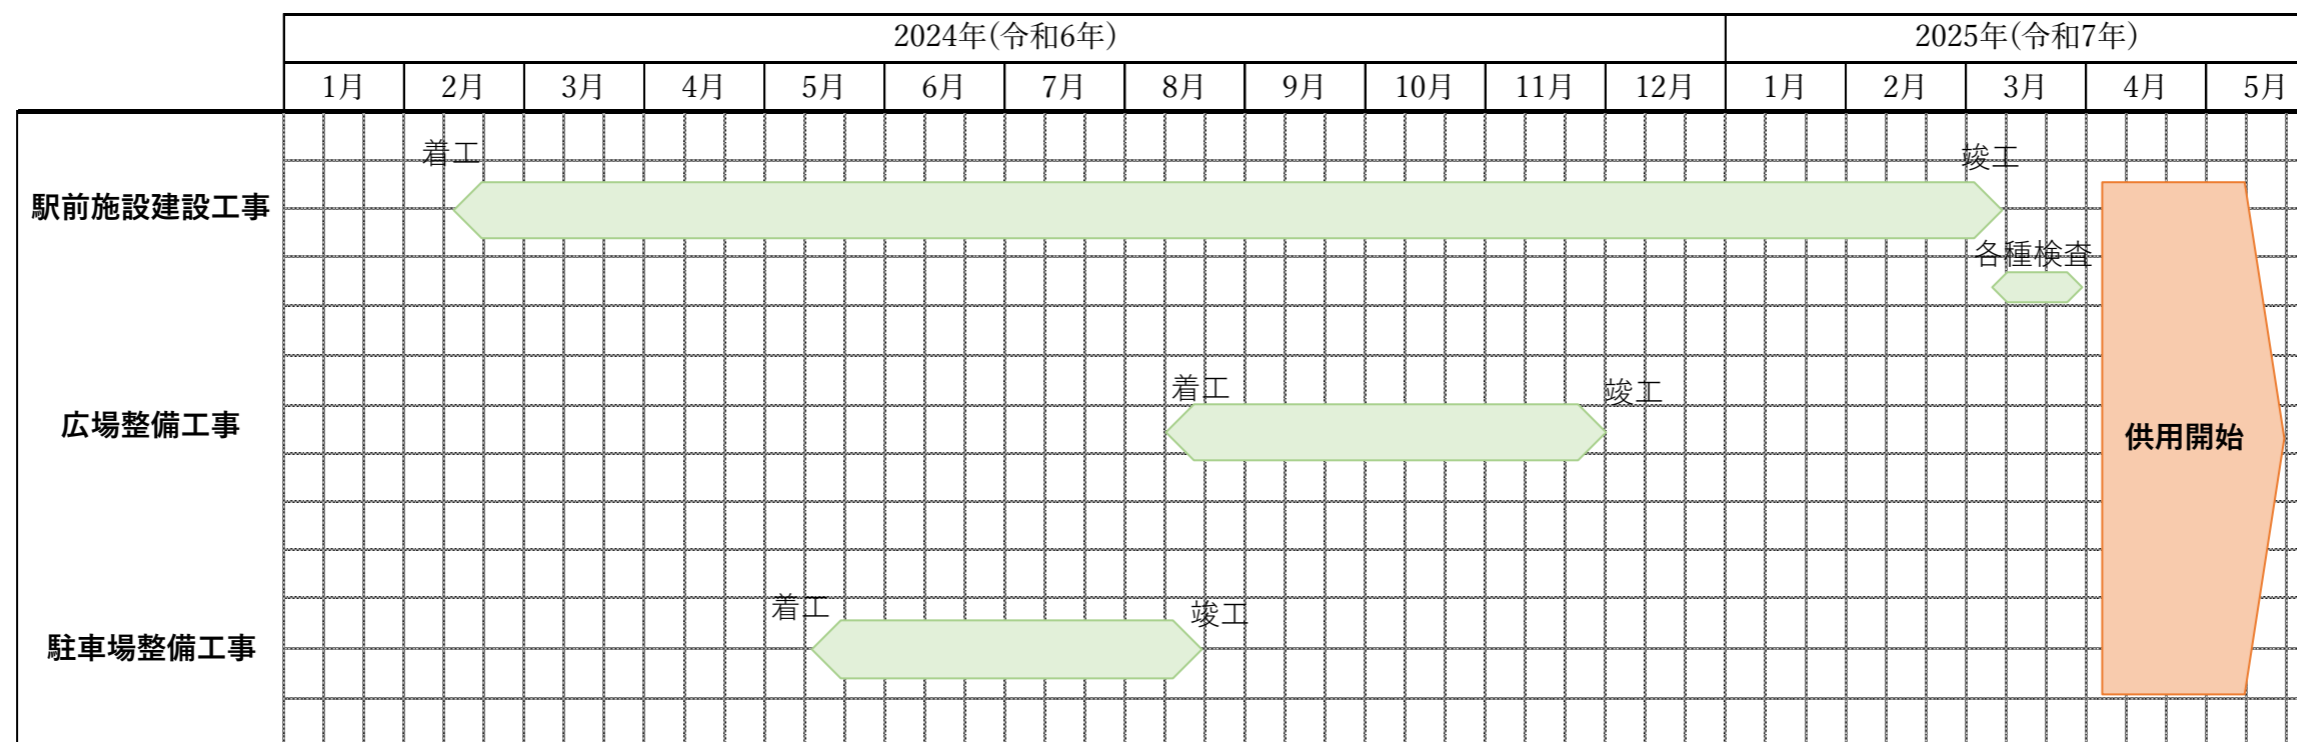 2024年(令和6年) 2025年(令和7年)
1月 2月 3月 4月 5月 6月 7月 8月 9月 10月 11月 12月 1月 2月 3月 4月 5月
着工 竣工
駅前施設建設工事
各種検査
着工 竣工
広場整備工事
供用開始
着工 竣工
駐車場整備工事